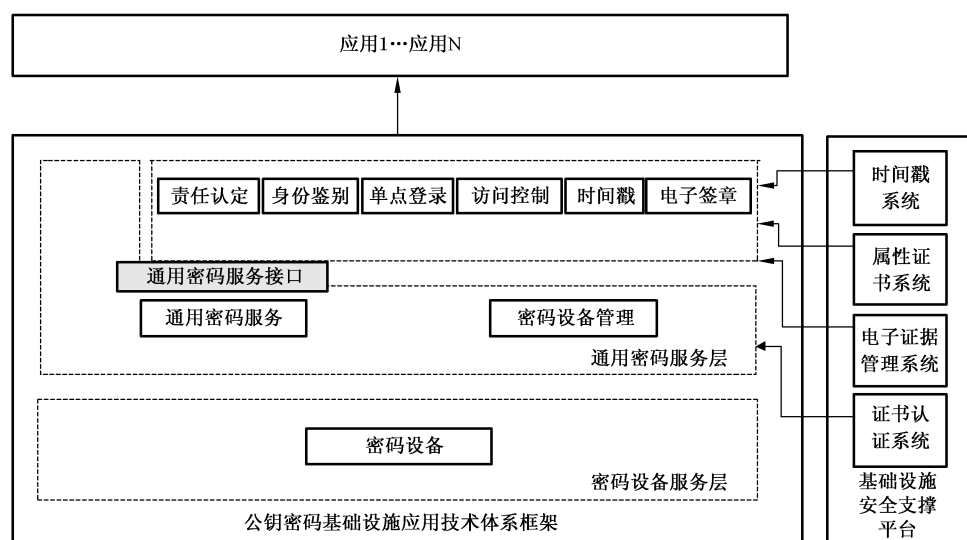 应用1…应用N
责任认定
身份鉴别
单点登录
访问控制
时间戳
电子签章
通用密码服务接口
通用密码服务
密码设备管理
通用密码服务层
密码设备
密码设备服务层
公钥密码基础设施应用技术体系框架
时间戳
系统
属性证
书系统
电子证据
管理系统
证书认
证系统
基础设施
安全支撑
平台